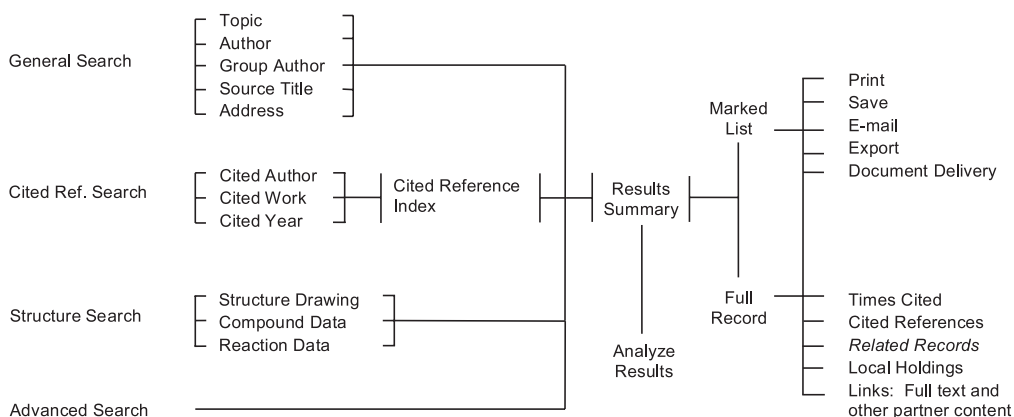 General Search
Topic
Author
Group Author
Source Title
Address
Cited Ref. Search
Cited Author
Cited Work
Cited Year
Cited Reference
Index
Structure Search
Structure Drawing
Compound Data
Reaction Data
Advanced Search
Results
Summary
Analyze
Results
Marked
List
Print
Save
E-mail
Export
Document Delivery
Full
Record
Times Cited
Cited References
Related Records
Local Holdings
Links: Full text and
other partner content